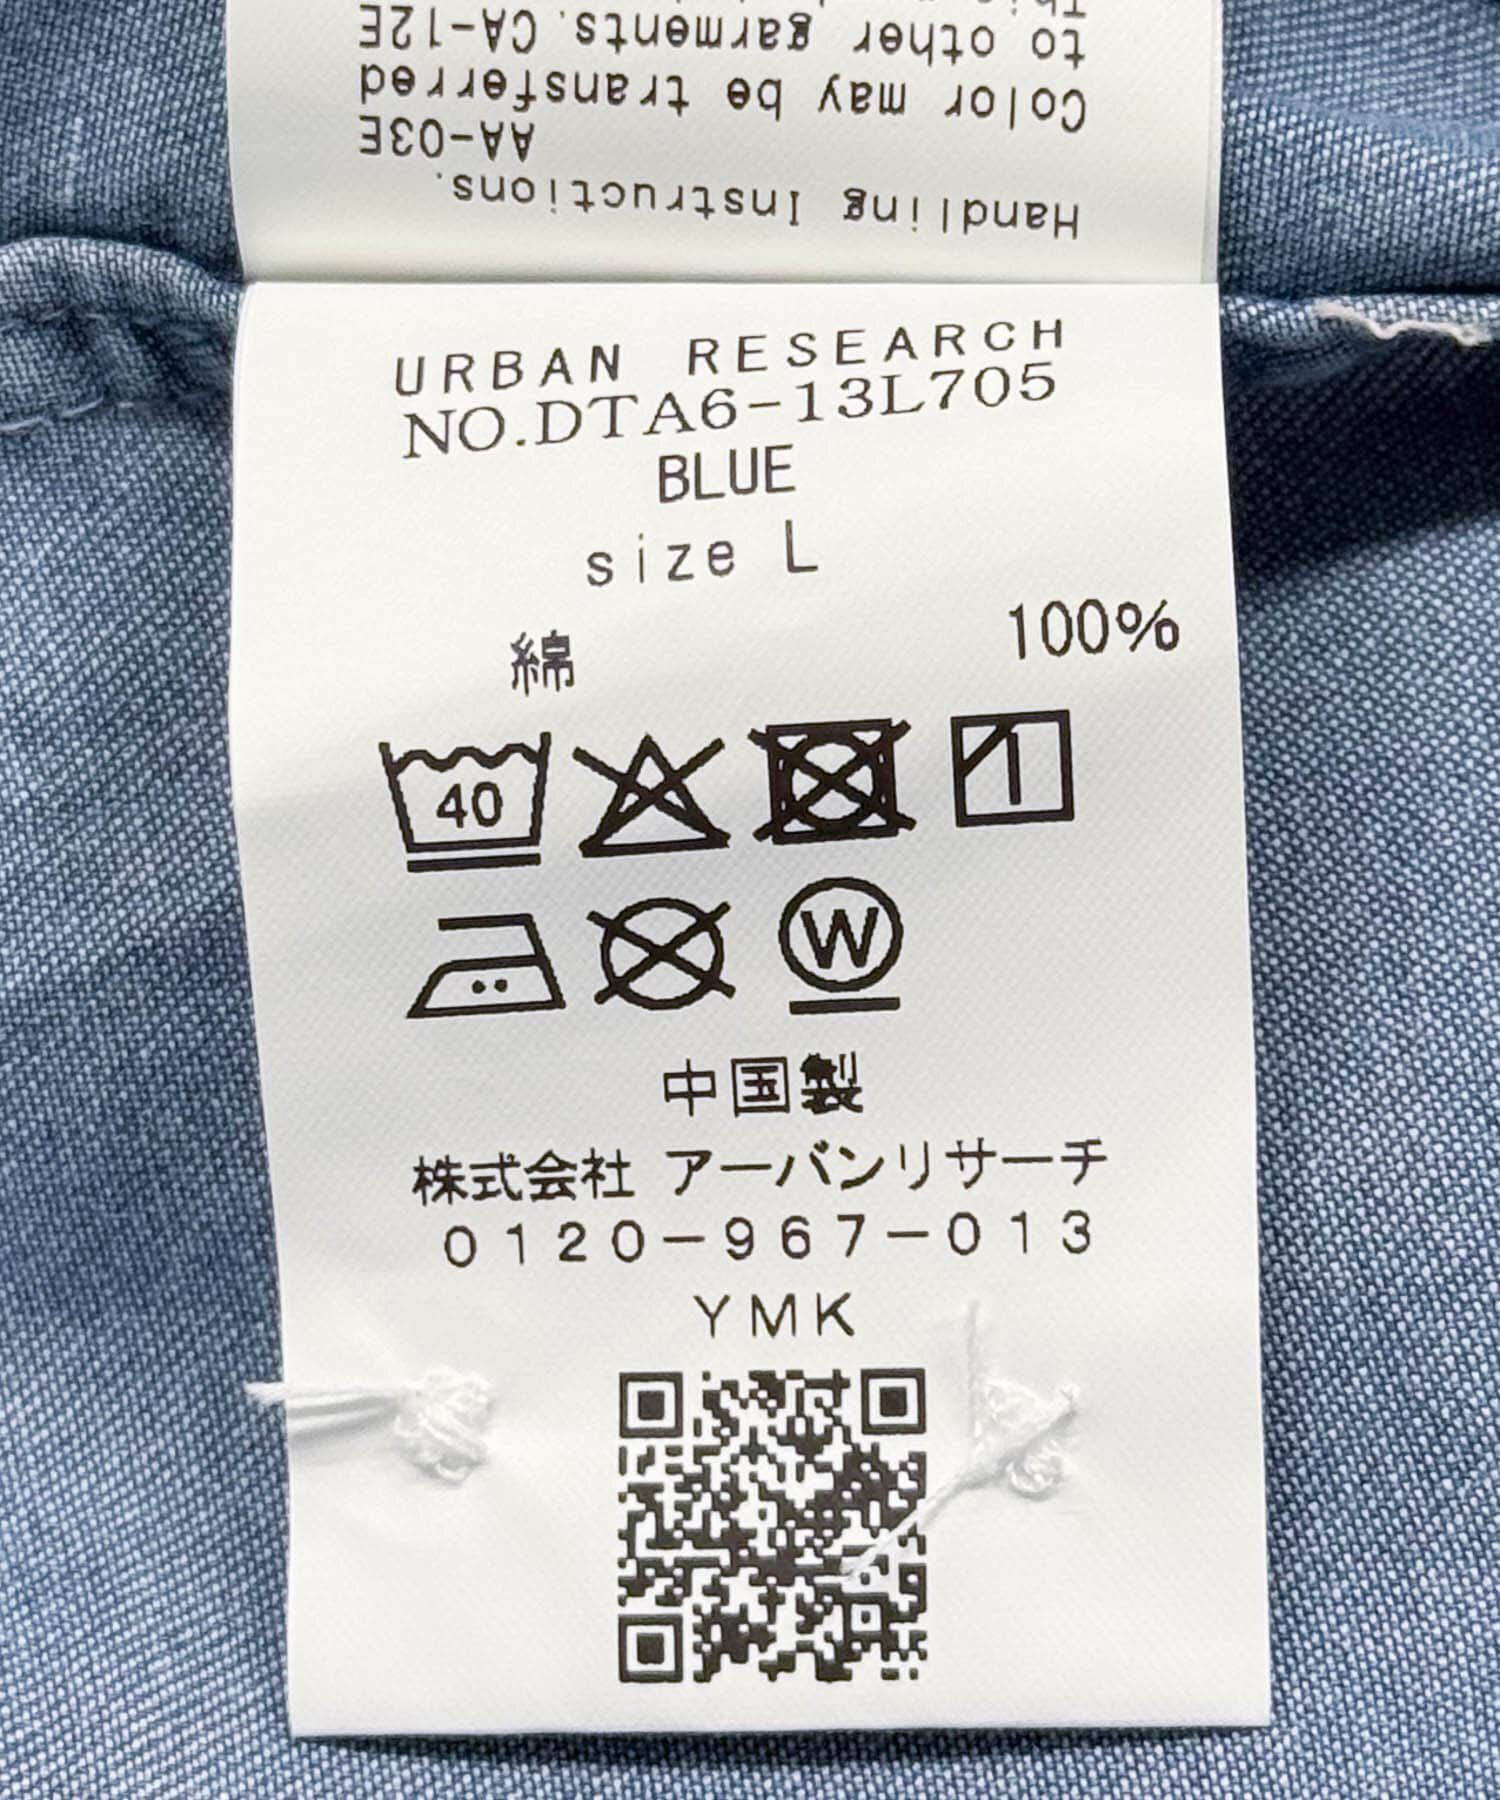 Handling Instructions.
AA-03E
Color may be transferred
to other garments. CA-12E
URBAN RESEARCH
NO.DTA6-13L705
BLUE
size L
綿 100%
40
W
中国製
株式会社 アーバンリサーチ
0120-967-013
YMK